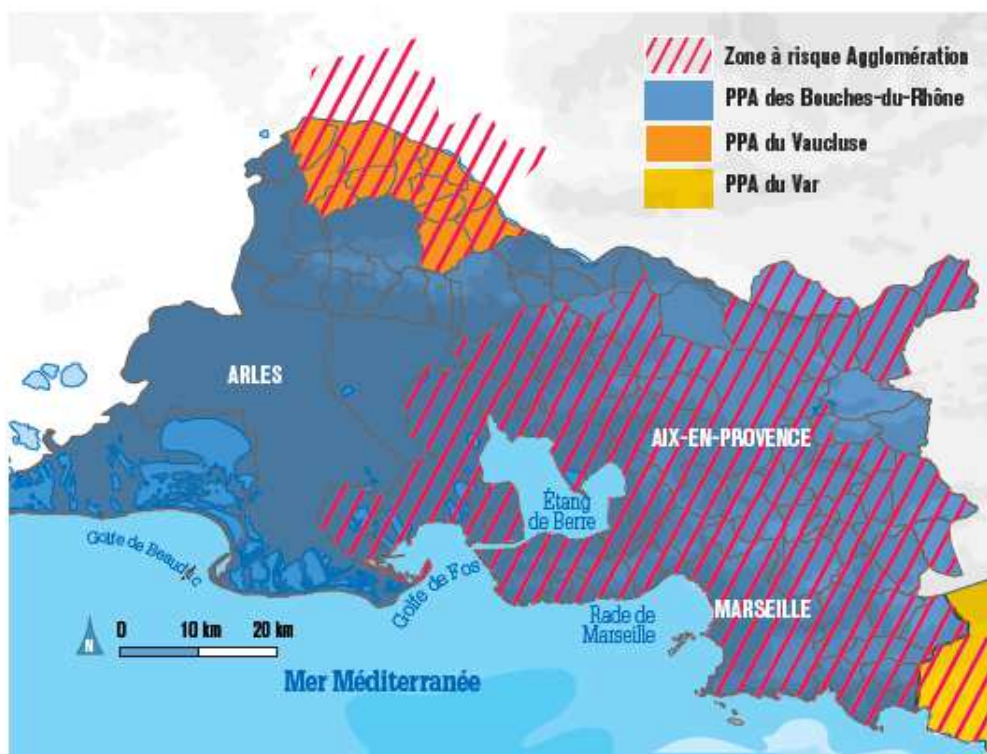 Zone à risque Agglomération
PPA des Bouches-du-Rhône
PPA du Vaucluse
PPA du Var
ARLES
AIX-EN-PROVENCE
Étang
de Berre
Golfe de Beauduc
Golfe de Fos
MARSEILLE
Rade de
Marseille
N
0 10 km 20 km
Mer Méditerranée